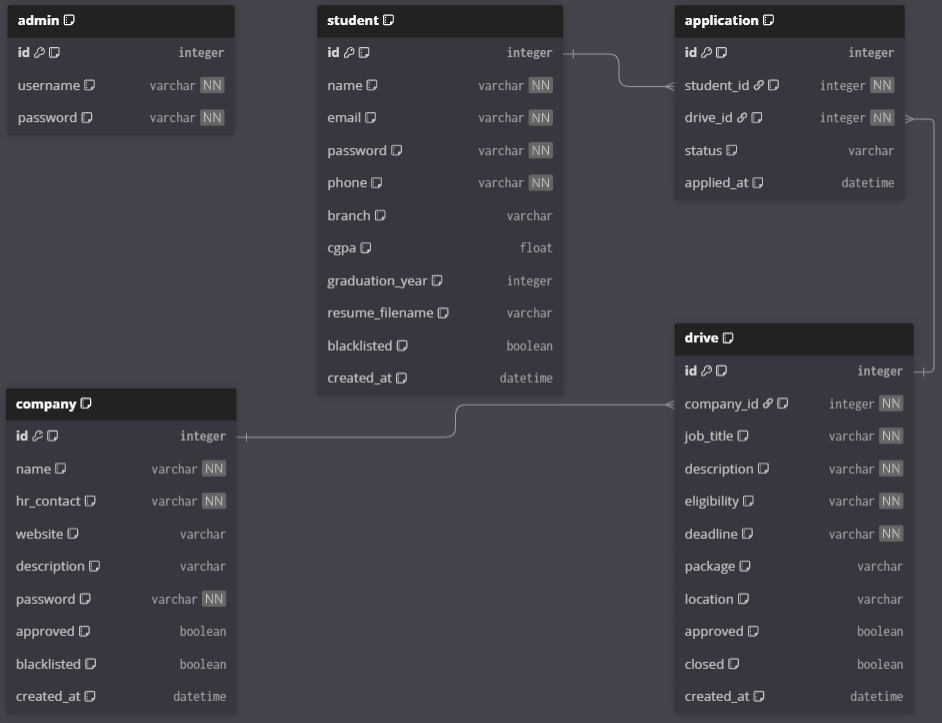 admin
id integer
username varchar NN
password varchar NN
student
id integer
name varchar NN
email varchar NN
password varchar NN
phone varchar NN
branch varchar
cgpa float
graduation_year integer
resume_filename varchar
blacklisted boolean
created_at datetime
application
id integer
student_id integer NN
drive_id integer NN
status varchar
applied_at datetime
company
id integer
name varchar NN
hr_contact varchar NN
website varchar
description varchar
password varchar NN
approved boolean
blacklisted boolean
created_at datetime
drive
id integer
company_id integer NN
job_title varchar NN
description varchar NN
eligibility varchar NN
deadline varchar NN
package varchar
location varchar
approved boolean
closed boolean
created_at datetime